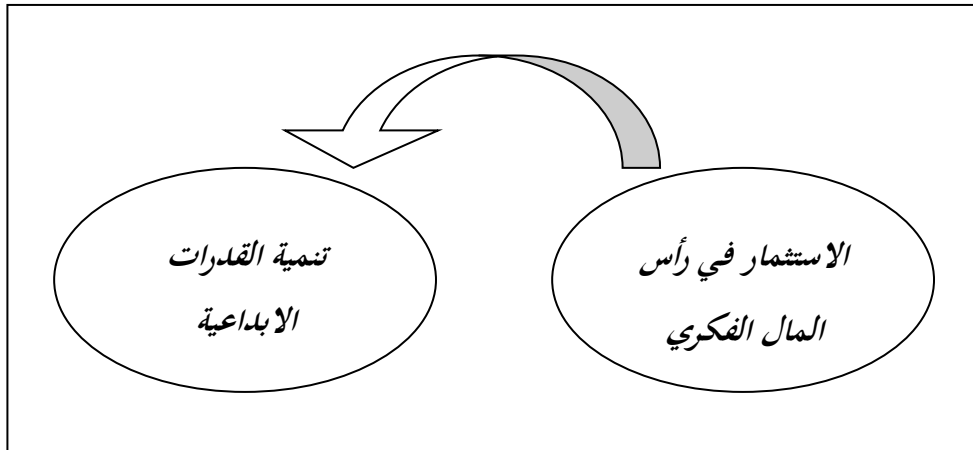 الاستثمار في رأس
المال الفكري
تنمية القدرات
الابداعية